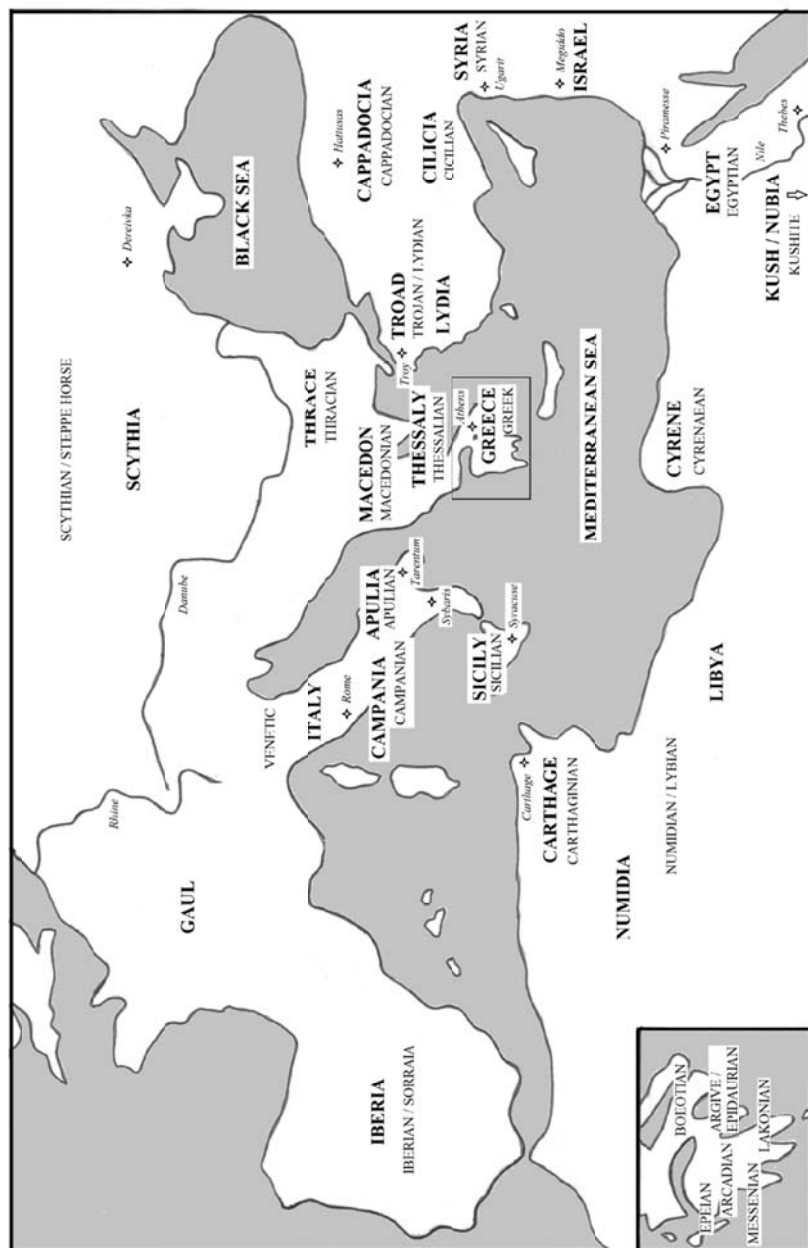 SCYTHIAN / STEPPE HORSE
Rhine
Dereivka
SCYTHIA
GAUL
Danube
BLACK SEA
VENETIC
ITALY
THRACE
THRACIAN
Hattusas
Rome
CAPPADOCIA
CAPPADOCIAN
MACEDON
MACEDONIAN
IBERIA
IBERIAN / SORRAIA
CAMPANIA
CAMPANIAN
APULIA
APULIAN
Tarentum
TROAD
TROJAN / LYDIAN
Troy
LYDIA
THESSALY
THESSALIAN
CILICIA
CICILIAN
Sybaris
SYRIA
SYRIAN
Ugarit
Athens
GREECE
GREEK
SICILY
SICILIAN
Syracuse
Carthage
CARTHAGE
CARTHAGINIAN
Megiddo
ISRAEL
MEDITERRANEAN SEA
NUMIDIA
NUMIDIAN / LYBIAN
LIBYA
CYRENE
CYRENAEAN
Piramesse
EGYPT
EGYPTIAN
Nile
Thebes
KUSH / NUBIA
KUSHITE
BOEOTIAN
EPEIAN
ARCADIAN
ARGIVE /
EPIDAURIAN
MESSENIAN
LAKONIAN